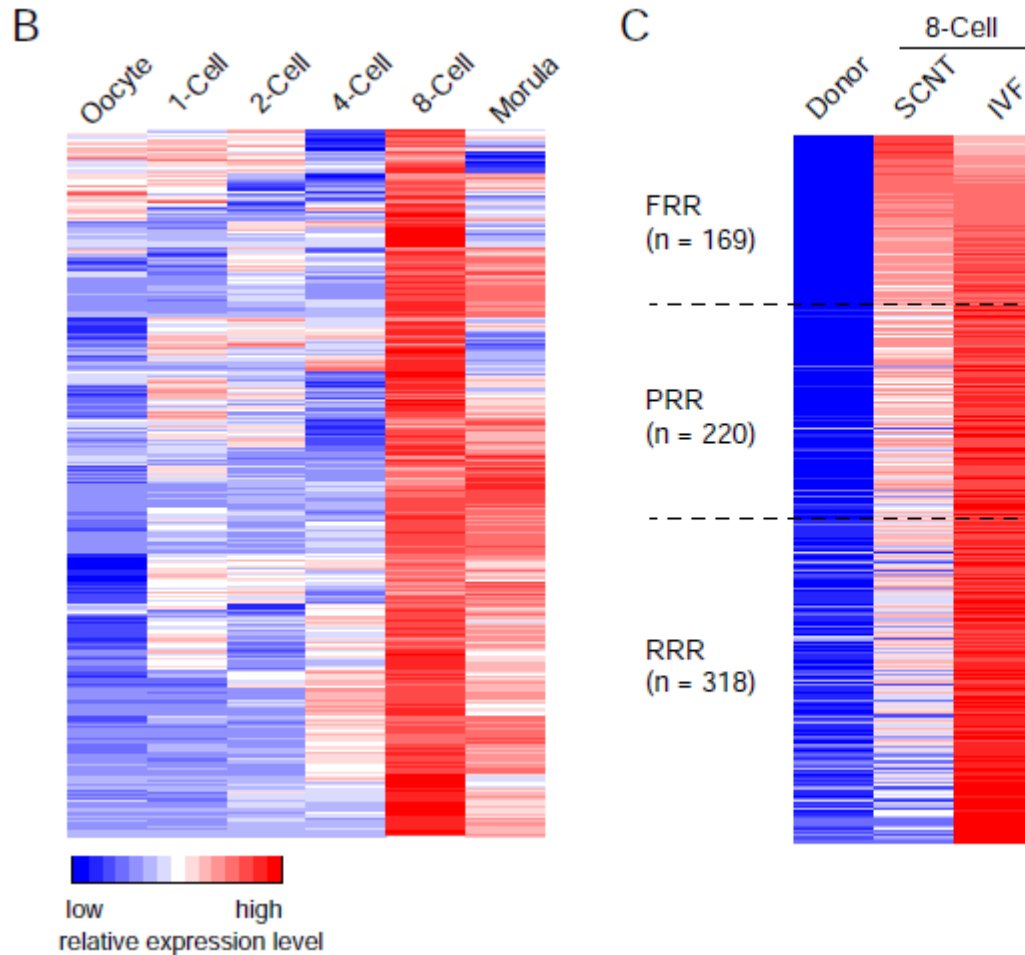 B
Oocyte
1-Cell
2-Cell
4-Cell
8-Cell
Morula
low
high
relative expression level
C
8-Cell
Donor
SCNT
IVF
FRR
(n = 169)
PRR
(n = 220)
RRR
(n = 318)